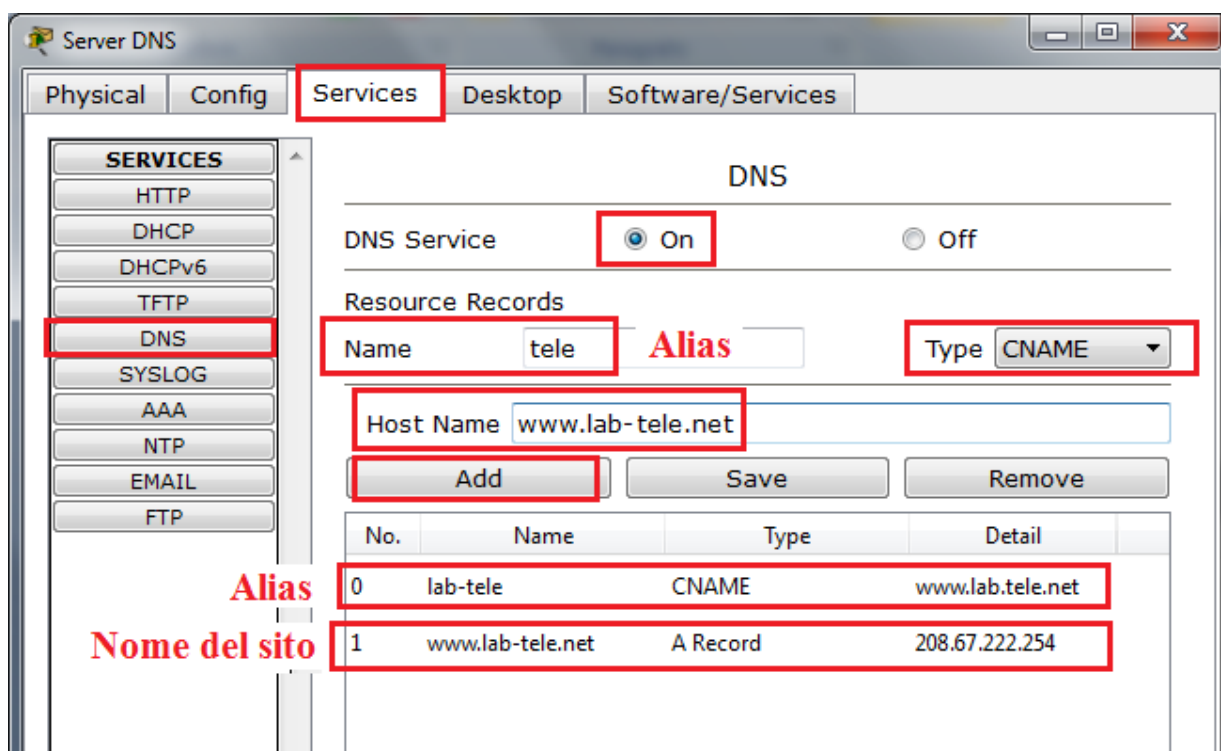 Server DNS
Physical Config Services Desktop Software/Services
SERVICES
HTTP
DHCP
DHCPv6
TFTP
DNS
SYSLOG
AAA
NTP
EMAIL
FTP
DNS
DNS Service On Off
Resource Records
Name tele Alias Type CNAME
Host Name www.lab-tele.net
Add Save Remove
No. Name Type Detail
Alias 0 lab-tele CNAME www.lab.tele.net
Nome del sito 1 www.lab-tele.net A Record 208.67.222.254